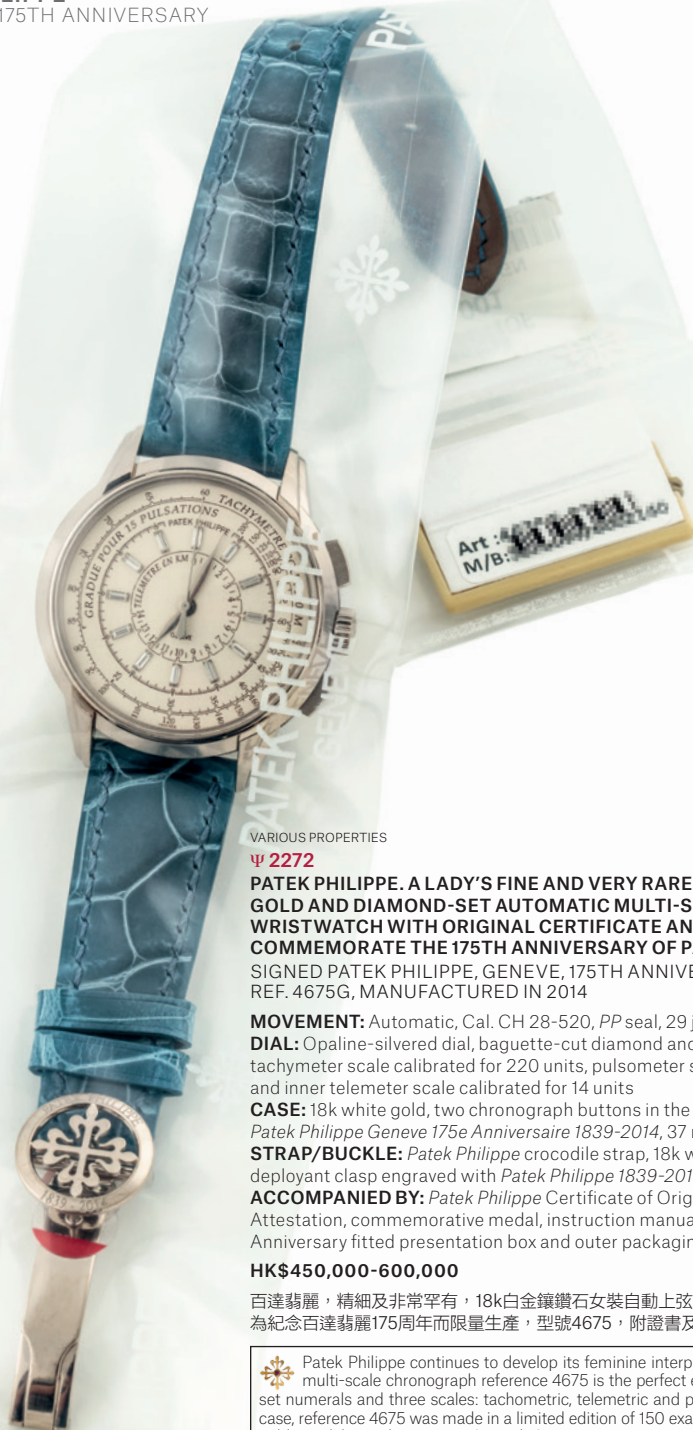 175TH ANNIVERSARY
PATEK PHILIPPE
GENEVE
TACHYMETRE
GRADUE POUR 15 PULSATIONS
PATEK PHILIPPE
TELEMETRE EN KM
Art :
M/B:
1839 - 2014
VARIOUS PROPERTIES
Ψ 2272
PATEK PHILIPPE. A LADY'S FINE AND VERY RARE
GOLD AND DIAMOND-SET AUTOMATIC MULTI-S
WRISTWATCH WITH ORIGINAL CERTIFICATE AN
COMMEMORATE THE 175TH ANNIVERSARY OF PA
SIGNED PATEK PHILIPPE, GENEVE, 175TH ANNIVE
REF. 4675G, MANUFACTURED IN 2014
MOVEMENT: Automatic, Cal. CH 28-520, PP seal, 29 j
DIAL: Opaline-silvered dial, baguette-cut diamond and
tachymeter scale calibrated for 220 units, pulsometer s
and inner telemeter scale calibrated for 14 units
CASE: 18k white gold, two chronograph buttons in the
Patek Philippe Geneve 175e Anniversaire 1839-2014, 37
STRAP/BUCKLE: Patek Philippe crocodile strap, 18k w
deployant clasp engraved with Patek Philippe 1839-201
ACCOMPANIED BY: Patek Philippe Certificate of Orig
Attestation, commemorative medal, instruction manua
Anniversary fitted presentation box and outer packagin
HK$450,000-600,000
百達翡麗，精細及非常罕有，18k白金鑲鑽石女裝自動上弦
為紀念百達翡麗175周年而限量生產，型號4675，附證書及
Patek Philippe continues to develop its feminine interp
multi-scale chronograph reference 4675 is the perfect e
set numerals and three scales: tachometric, telemetric and p
case, reference 4675 was made in a limited edition of 150 exa